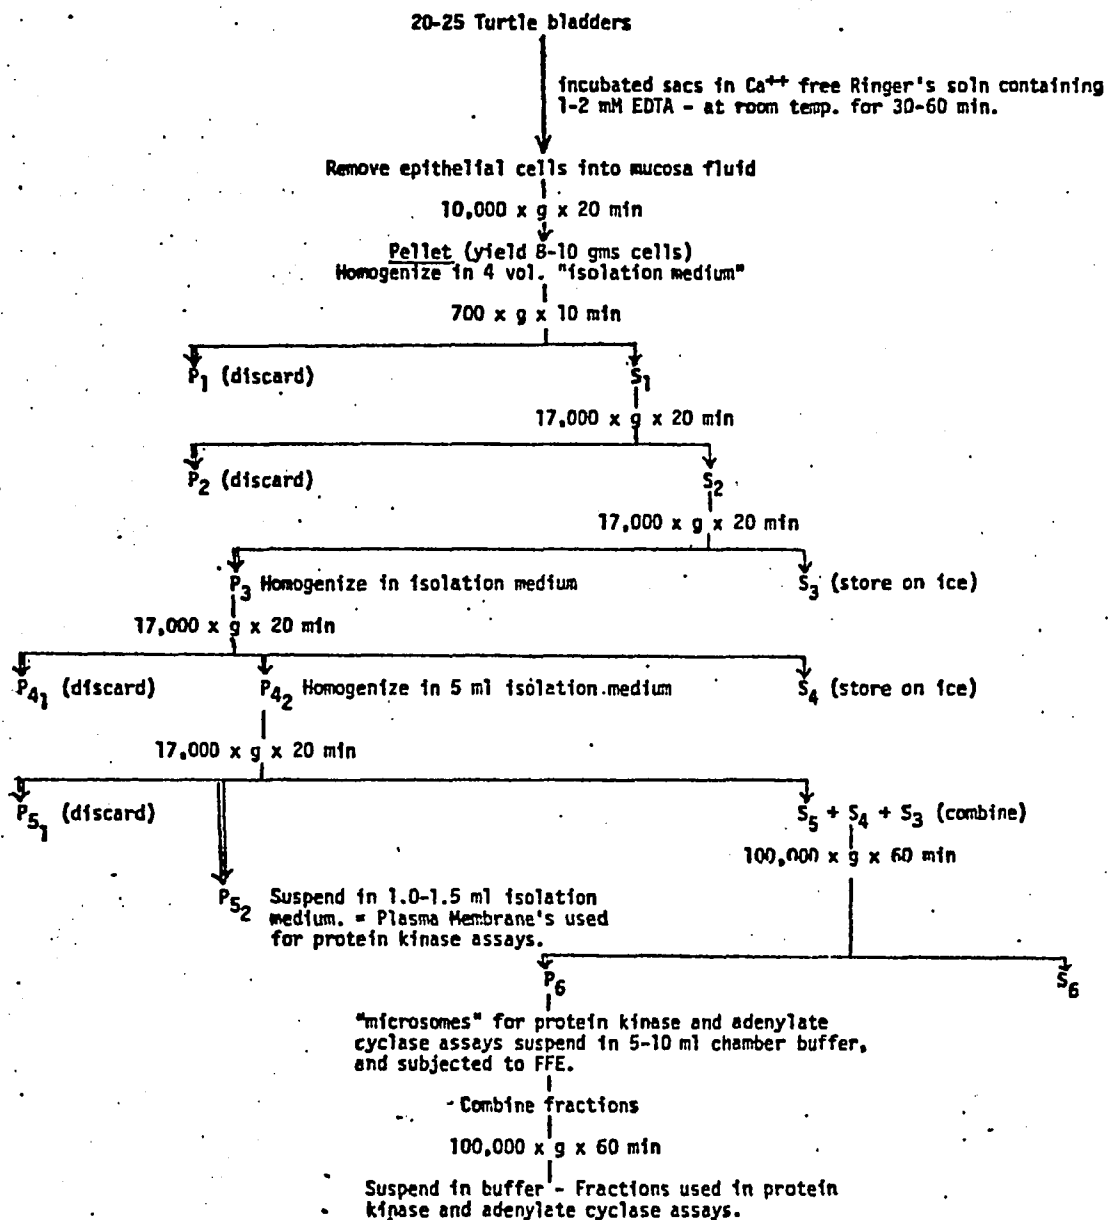 20-25 Turtle bladders
incubated sacs in Ca++ free Ringer's soln containing
1-2 mM EDTA - at room temp. for 30-60 min.
Remove epithelial cells into mucosa fluid
10,000 x g x 20 min
Pellet (yield 8-10 gms cells)
Homogenize in 4 vol. "isolation medium"
700 x g x 10 min
P1 (discard) S1
17,000 x g x 20 min
P2 (discard) S2
17,000 x g x 20 min
P3 Homogenize in isolation medium S3 (store on ice)
17,000 x g x 20 min
P41 (discard) P42 Homogenize in 5 ml isolation medium S4 (store on ice)
17,000 x g x 20 min
P51 (discard) S5 + S4 + S3 (combine)
100,000 x g x 60 min
P52 Suspend in 1.0-1.5 ml isolation
medium. = Plasma Membrane's used
for protein kinase assays.
P6 S6
"microsomes" for protein kinase and adenylate
cyclase assays suspend in 5-10 ml chamber buffer,
and subjected to FFE.
Combine fractions
100,000 x g x 60 min
Suspend in buffer - Fractions used in protein
kinase and adenylate cyclase assays.